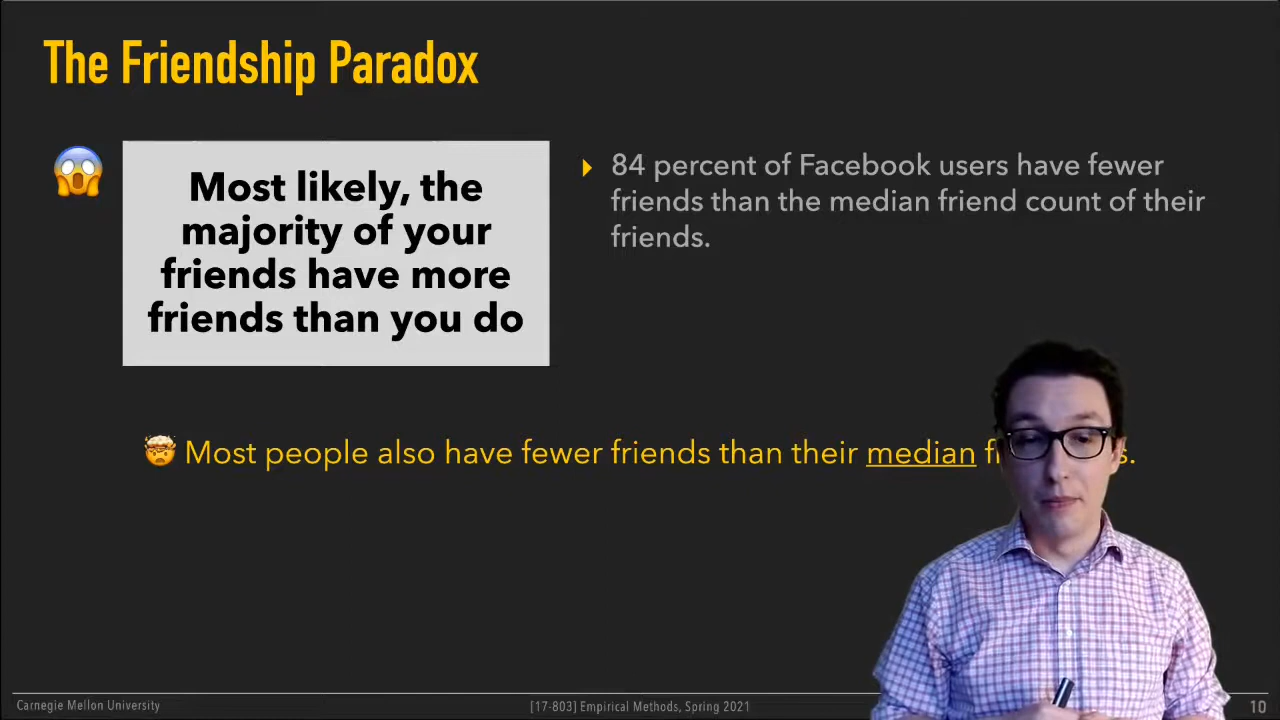 The Friendship Paradox
Most likely, the
majority of your
friends have more
friends than you do
84 percent of Facebook users have fewer
friends than the median friend count of their
friends.
Most people also have fewer friends than their median
Carnegie Mellon University
[17-803] Empirical Methods, Spring 2021
10